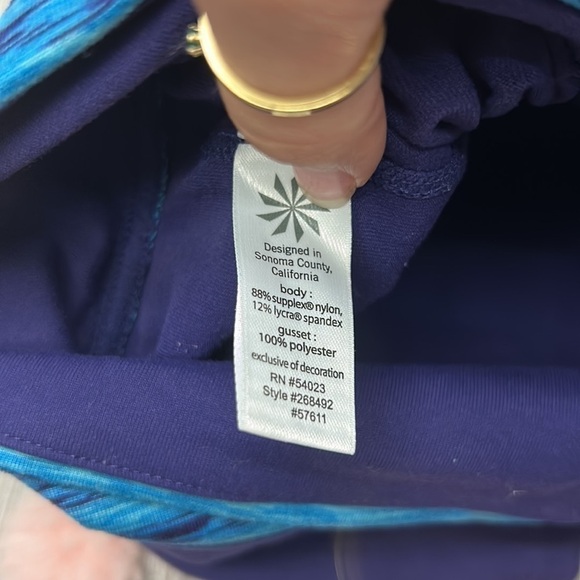 Designed in
Sonoma County,
California
body :
88% supplex® nylon,
12% lycra® spandex
gusset :
100% polyester
exclusive of decoration
RN #54023
Style #268492
#57611